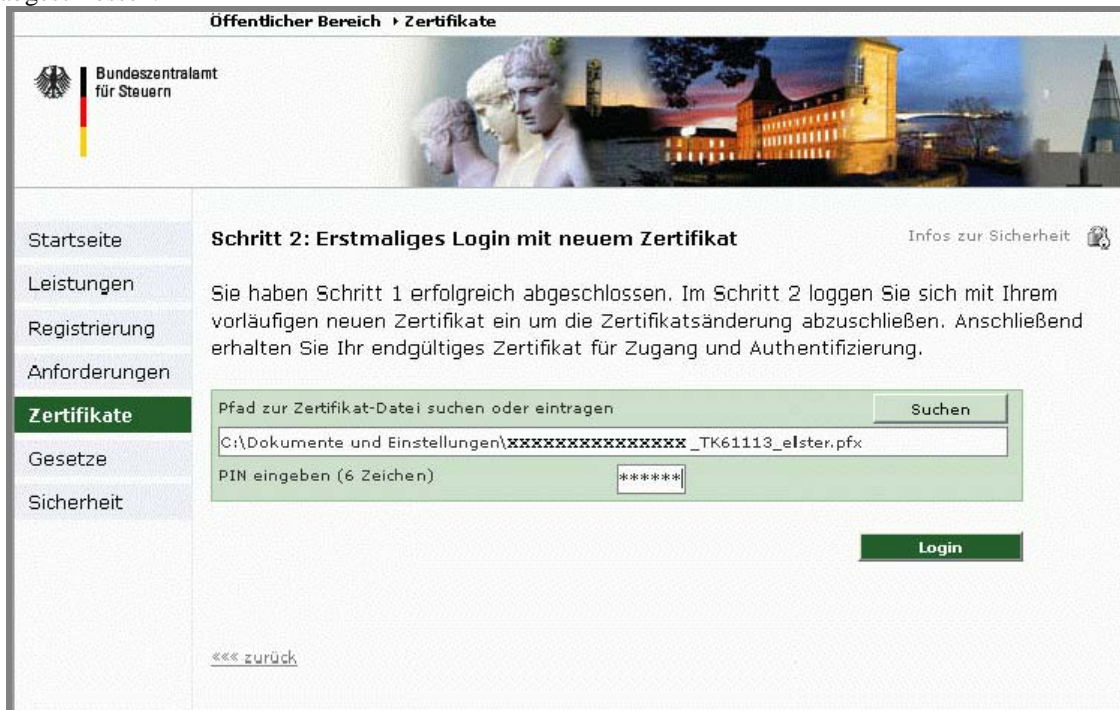 Öffentlicher Bereich ▸ Zertifikate
Bundeszentralamt
für Steuern
Startseite
Leistungen
Registrierung
Anforderungen
Zertifikate
Gesetze
Sicherheit
Schritt 2: Erstmaliges Login mit neuem Zertifikat
Infos zur Sicherheit
Sie haben Schritt 1 erfolgreich abgeschlossen. Im Schritt 2 loggen Sie sich mit Ihrem
vorläufigen neuen Zertifikat ein um die Zertifikatsänderung abzuschließen. Anschließend
erhalten Sie Ihr endgültiges Zertifikat für Zugang und Authentifizierung.
Pfad zur Zertifikat-Datei suchen oder eintragen
Suchen
C:\Dokumente und Einstellungen\xxxxxxxxxxxxxxx_TK61113_elster.pfx
PIN eingeben (6 Zeichen)
******
Login
<<< zurück